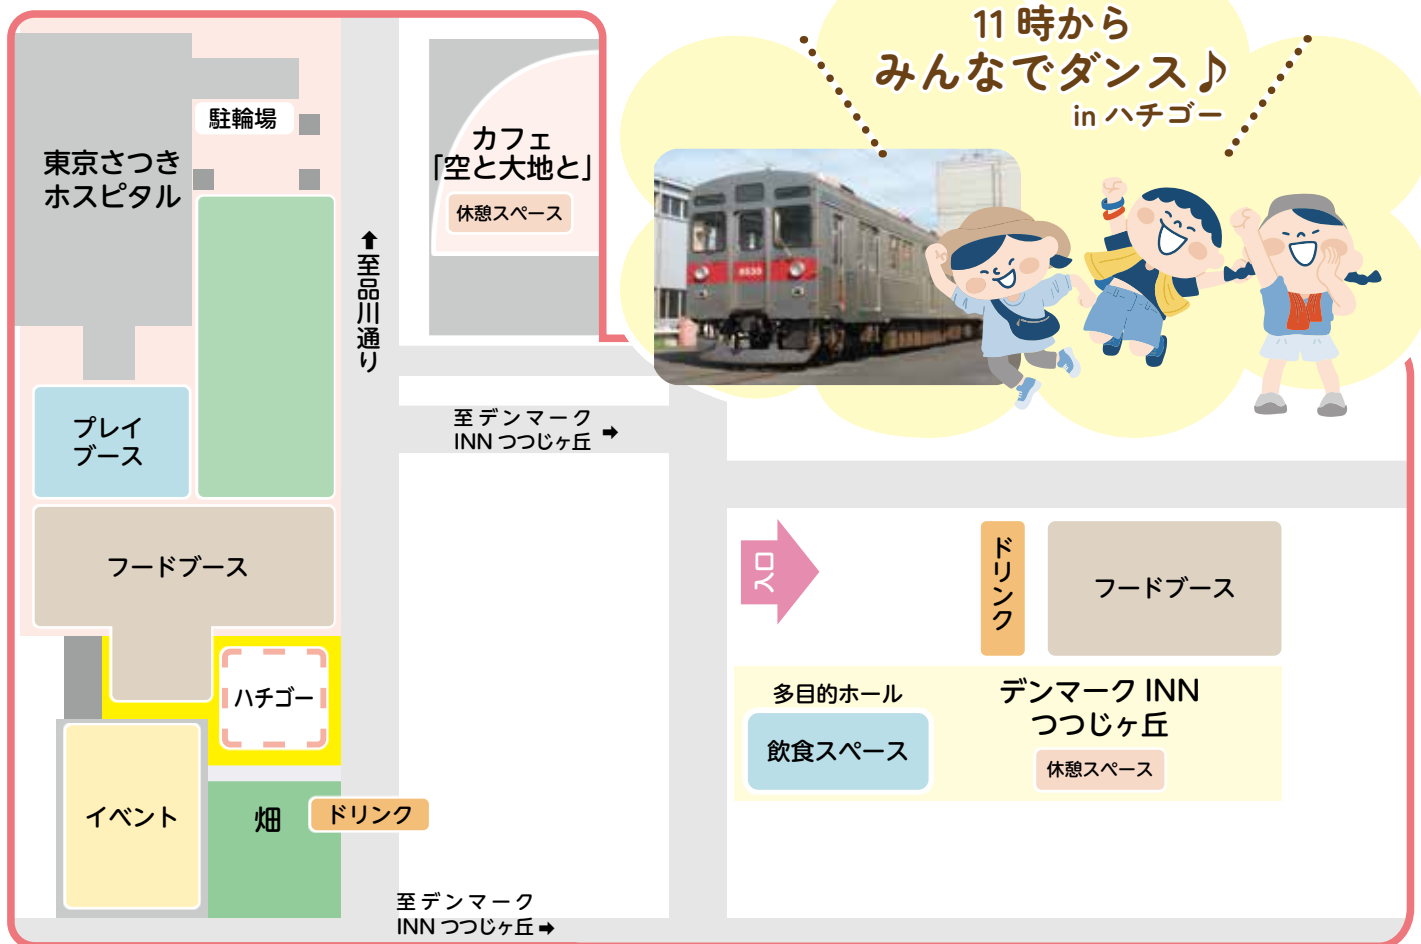 11時から
みんなでダンス♪
in ハチゴー
駐輪場
東京さつき
ホスピタル
カフェ
「空と大地と」
休憩スペース
⬆至品川通り
8535
プレイ
ブース
至デンマーク
INN つつじヶ丘 ➡
フードブース
入口
ドリンク
フードブース
ハチゴー
多目的ホール
飲食スペース
デンマーク INN
つつじヶ丘
休憩スペース
イベント
畑
ドリンク
至デンマーク
INN つつじヶ丘 ➡